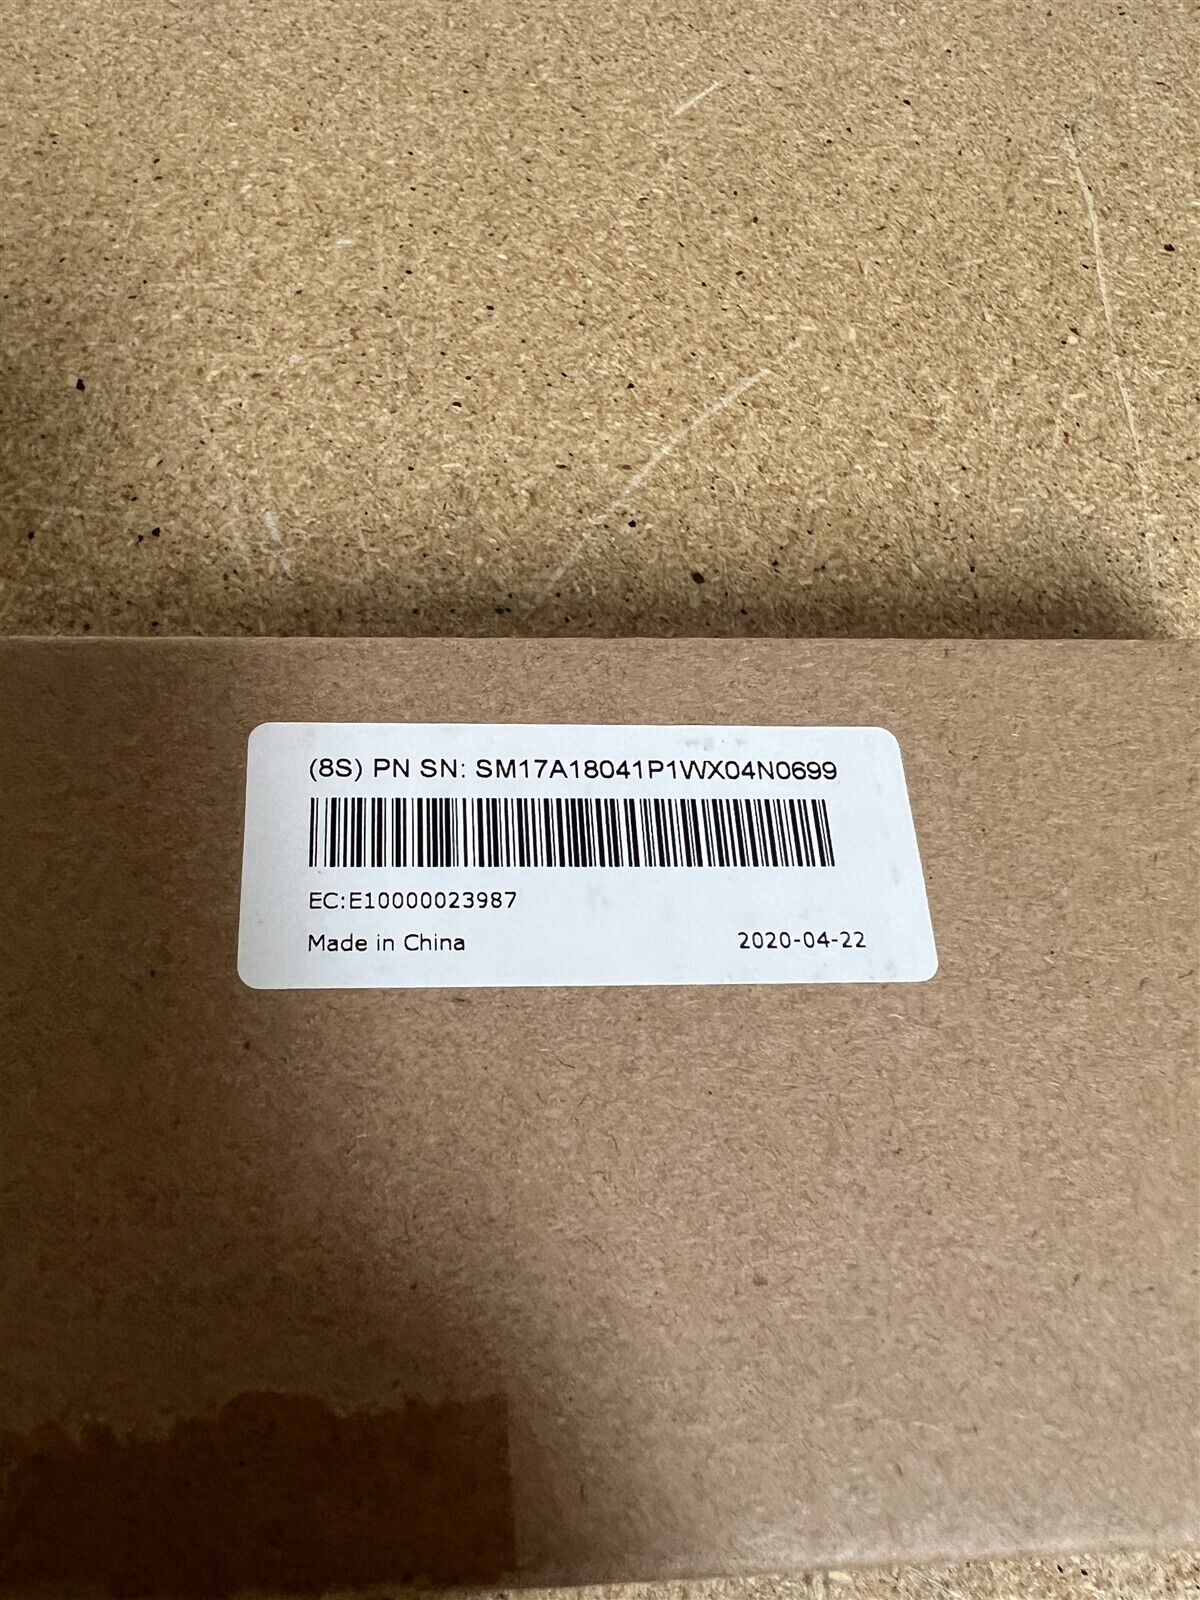 (8S) PN SN: SM17A18041P1WX04N0699
EC:E10000023987
Made in China
2020-04-22